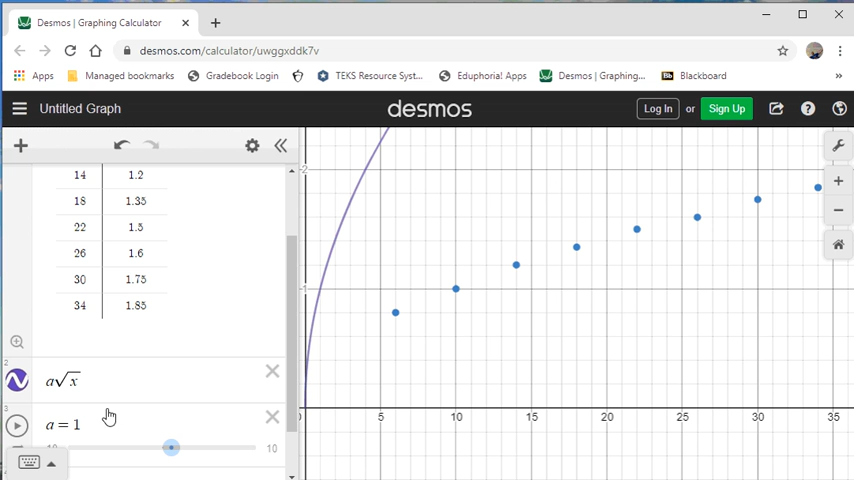 Desmos | Graphing Calculator
desmos.com/calculator/uwggxddk7v
Apps Managed bookmarks Gradebook Login TEKS Resource Syst... Eduphoria! Apps Desmos | Graphing... Bb Blackboard »
Untitled Graph desmos Log In or Sign Up
14 1.2
18 1.35
22 1.5
26 1.6
30 1.75
34 1.85
2
a√x
3
a = 1
10
2
1
0 5 10 15 20 25 30 35